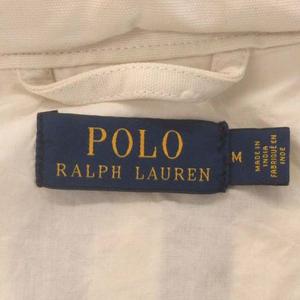 POLO
RALPH LAUREN
M
MADE IN
INDIA
FABRIQUÉ EN
INDE